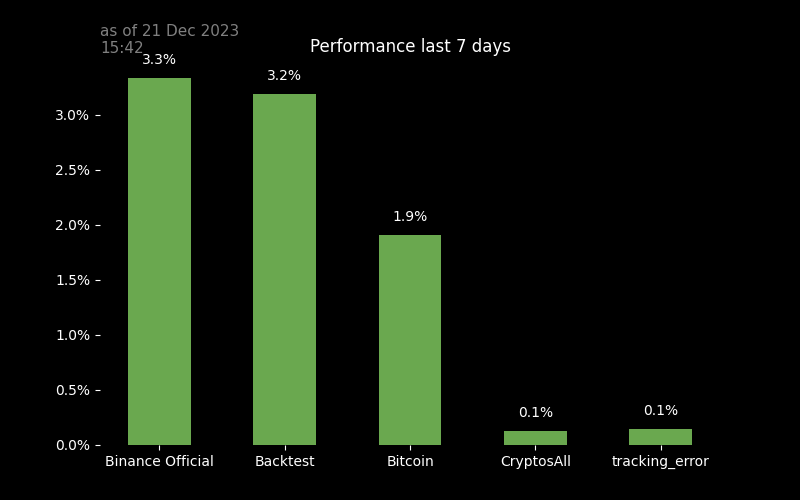 as of 21 Dec 2023
15:42
Performance last 7 days
3.3%
3.2%
1.9%
0.1%
0.1%
3.0%
2.5%
2.0%
1.5%
1.0%
0.5%
0.0%
Binance Official
Backtest
Bitcoin
CryptosAll
tracking_error